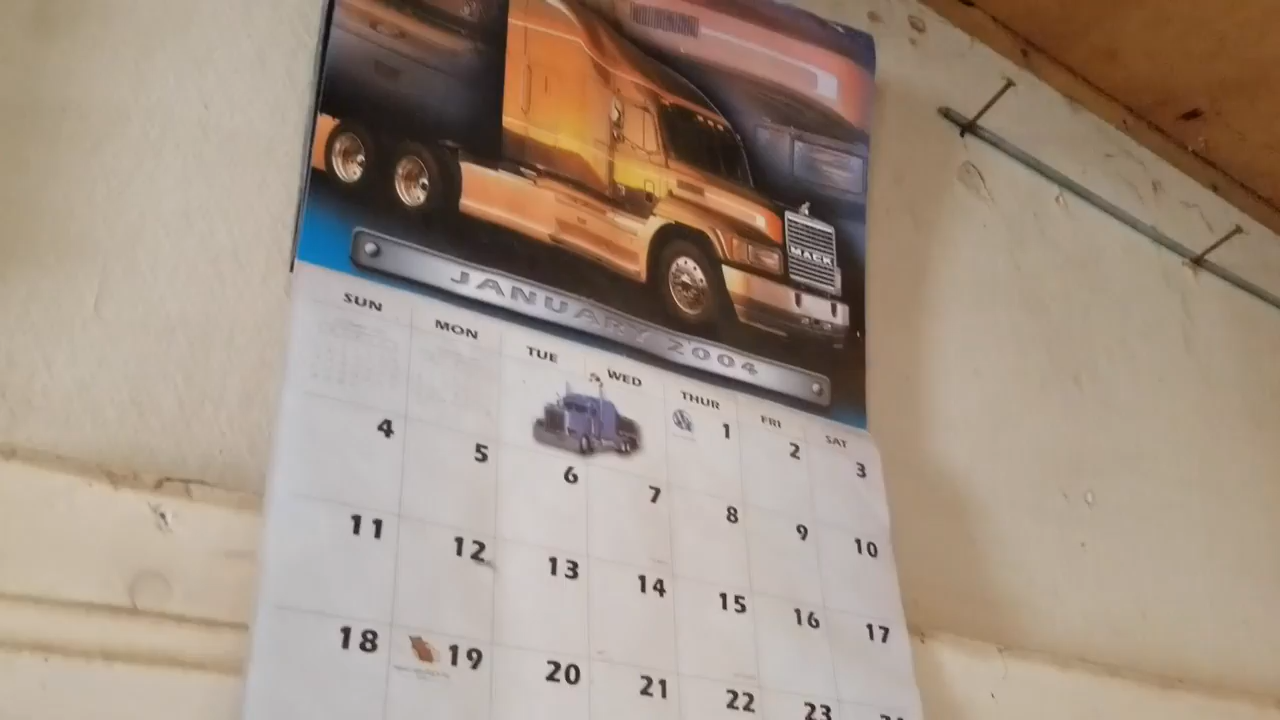 MACK
JANUARY 2004
SUN MON TUE WED THUR FRI SAT
1 2 3
4 5 6 7 8 9 10
11 12 13 14 15 16 17
18 19 20 21 22 23